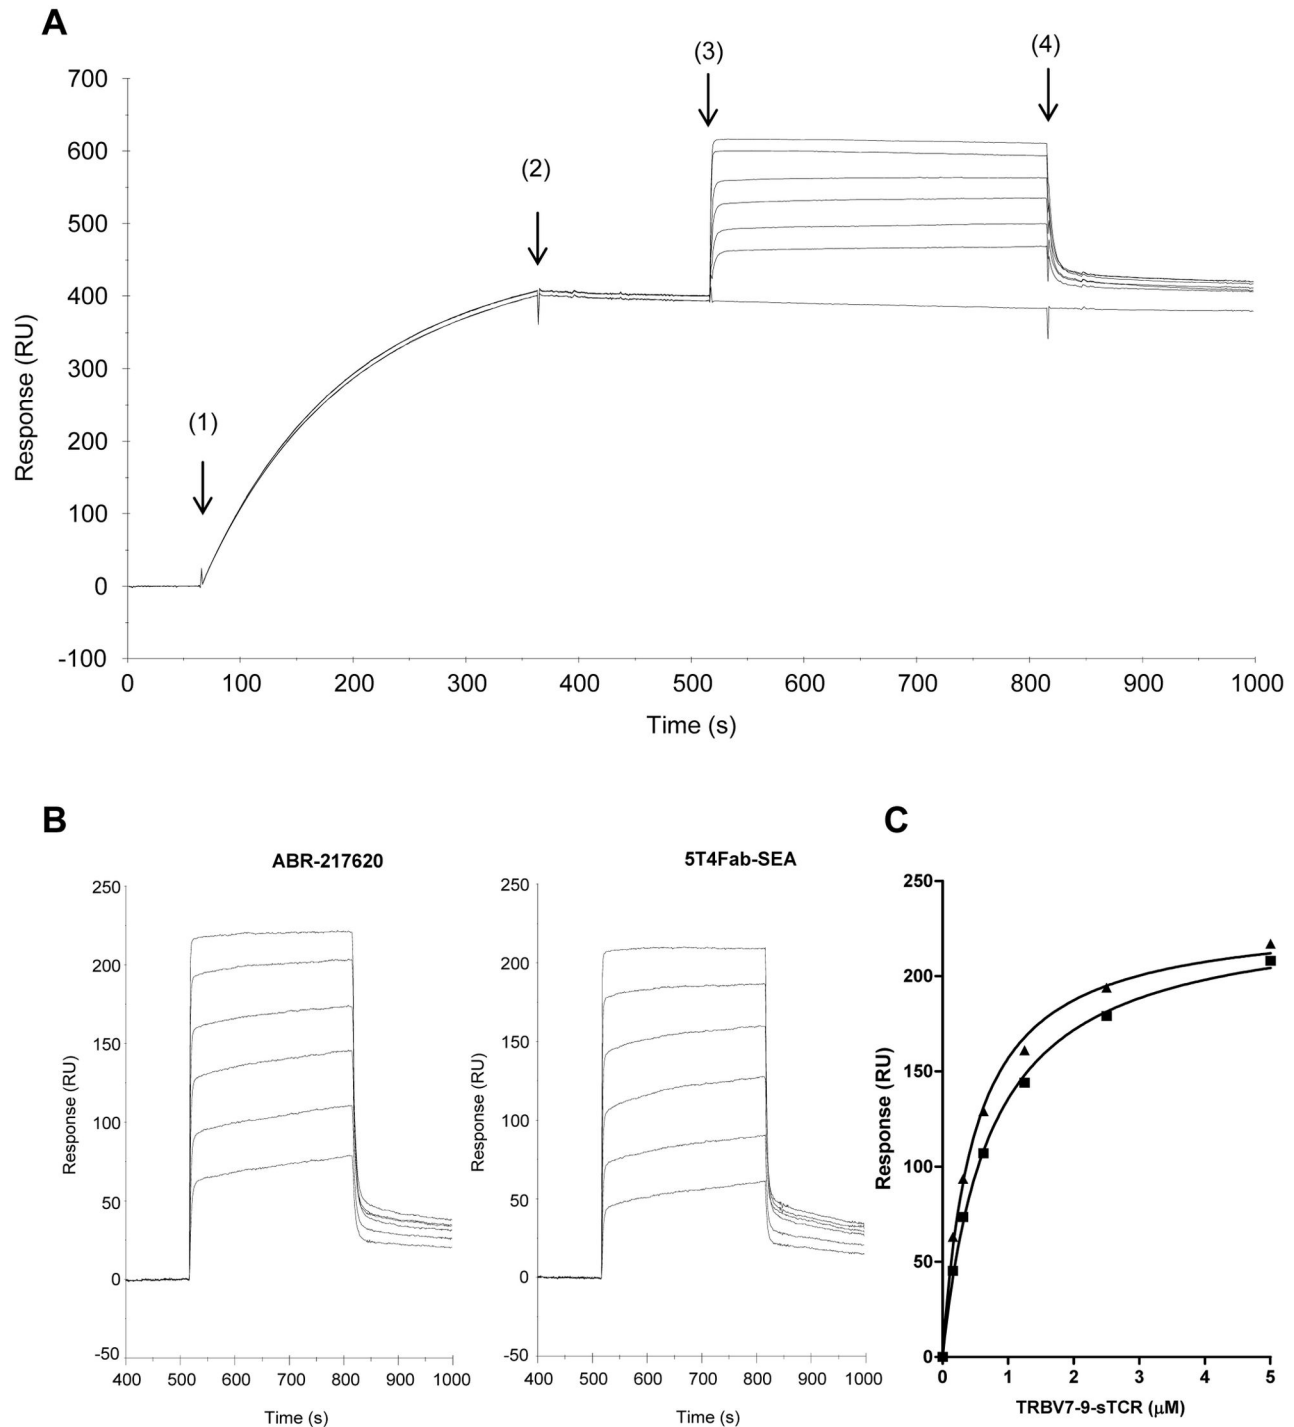 A
(1)
(2)
(3)
(4)
Response (RU)
700
600
500
400
300
200
100
0
-100
0 100 200 300 400 500 600 700 800 900 1000
Time (s)
B
ABR-217620
Response (RU)
250
200
150
100
50
0
-50
400 500 600 700 800 900 1000
Time (s)
5T4Fab-SEA
Response (RU)
250
200
150
100
50
0
-50
400 500 600 700 800 900 1000
Time (s)
C
Response (RU)
250
200
150
100
50
0
0 1 2 3 4 5
TRBV7-9-sTCR (μM)